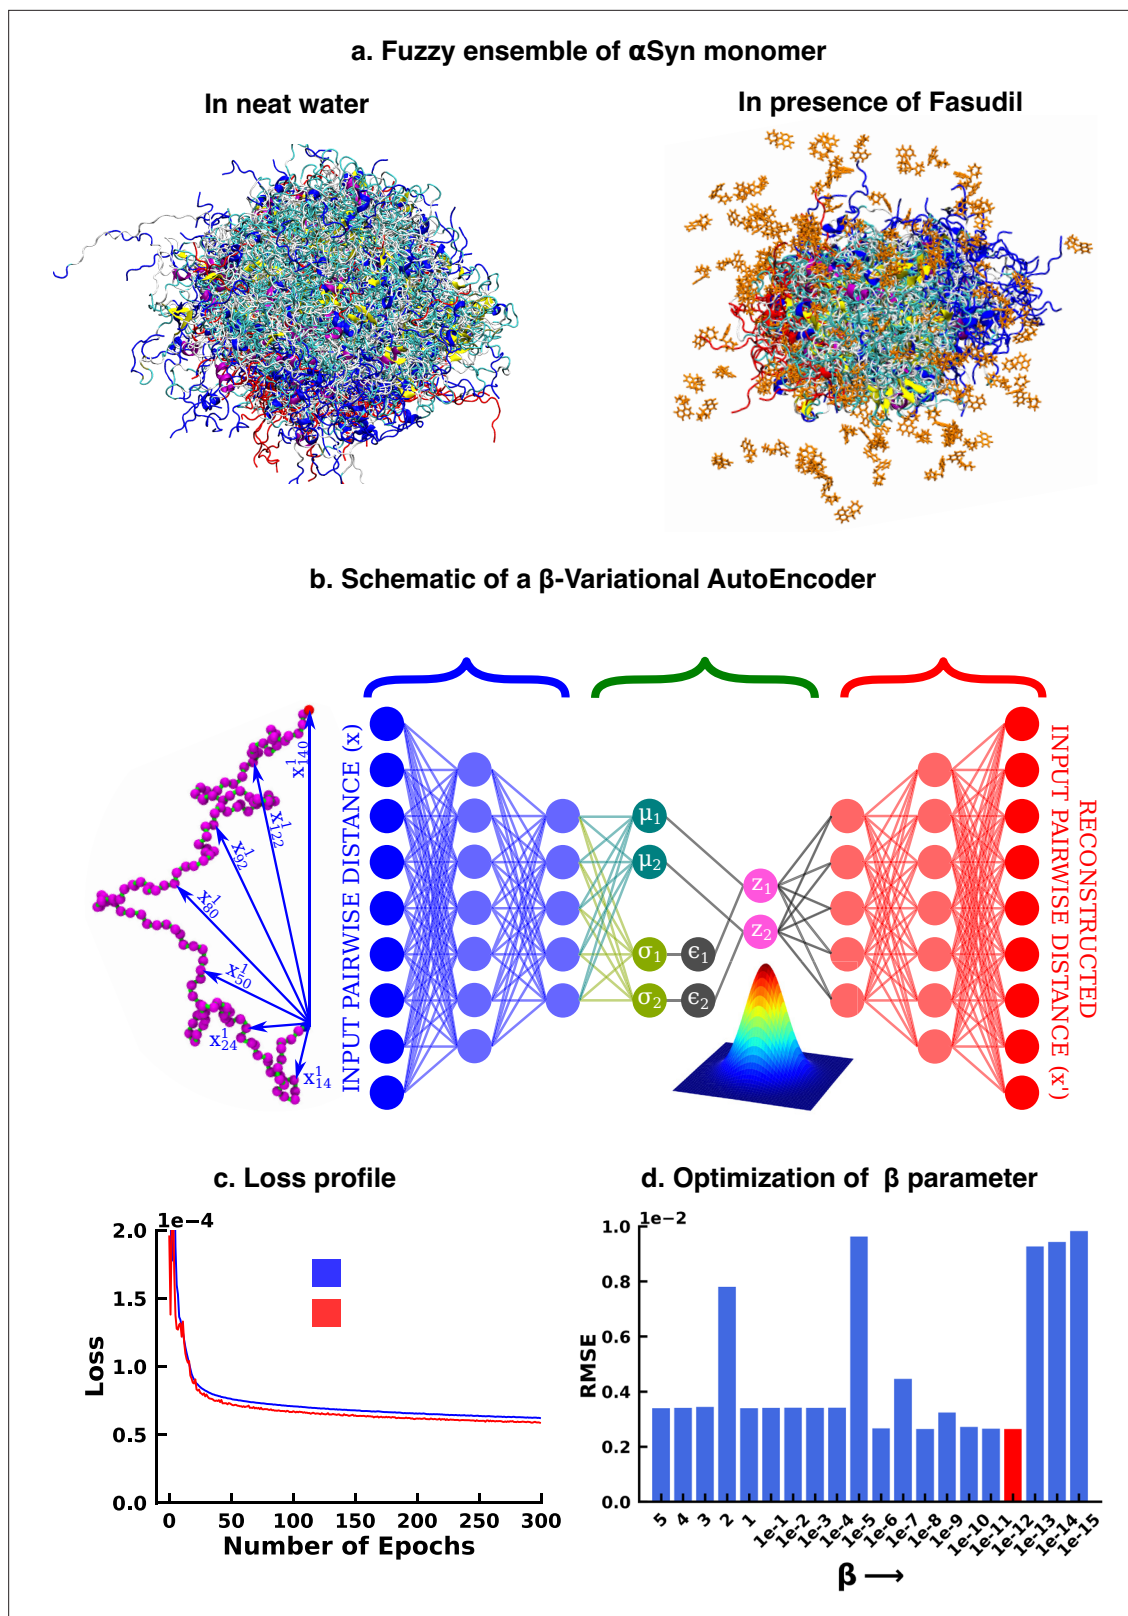 a. Fuzzy ensemble of αSyn monomer
In neat water
In presence of Fasudil
b. Schematic of a β-Variational AutoEncoder
x¹₁₄₀
x¹₁₂₂
x¹₉₂
x¹₈₀
x¹₅₀
x¹₂₄
x¹₁₄
INPUT PAIRWISE DISTANCE (x)
μ₁
μ₂
σ₁
σ₂
ϵ₁
ϵ₂
z₁
z₂
RECONSTRUCTED
INPUT PAIRWISE DISTANCE (x')
c. Loss profile
1e−4
2.0
1.5
1.0
0.5
0.0
Loss
0 50 100 150 200 250 300
Number of Epochs
d. Optimization of β parameter
1e−2
1.0
0.8
0.6
0.4
0.2
0.0
RMSE
5 4 3 2 1 1e-1 1e-2 1e-3 1e-4 1e-5 1e-6 1e-7 1e-8 1e-9 1e-10 1e-11 1e-12 1e-13 1e-14 1e-15
β ⟶